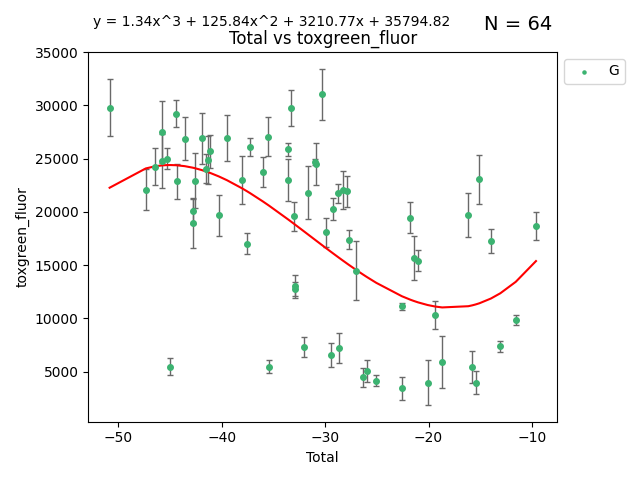 y = 1.34x^3 + 125.84x^2 + 3210.77x + 35794.82
N = 64
Total vs toxgreen_fluor
G
35000
30000
25000
20000
15000
10000
5000
toxgreen_fluor
−50
−40
−30
−20
−10
Total